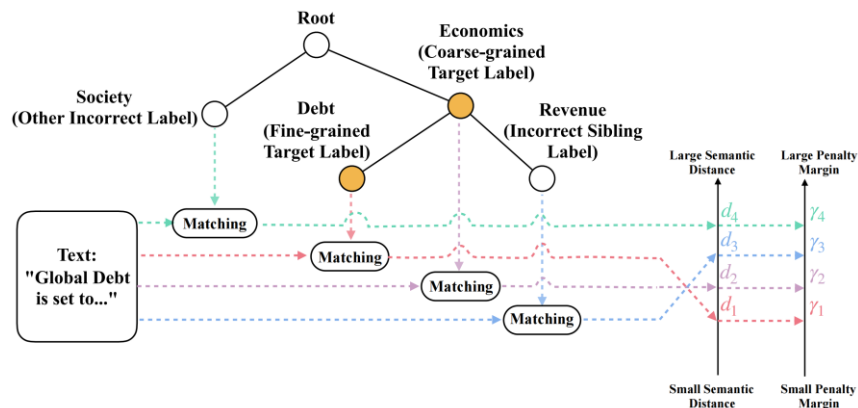 Root
Economics
(Coarse-grained
Target Label)
Society
(Other Incorrect Label)
Debt
(Fine-grained
Target Label)
Revenue
(Incorrect Sibling
Label)
Large Semantic
Distance
Large Penalty
Margin
Text:
"Global Debt
is set to..."
Matching
Matching
Matching
Matching
d₄
γ₄
d₃
γ₃
d₂
γ₂
d₁
γ₁
Small Semantic
Distance
Small Penalty
Margin